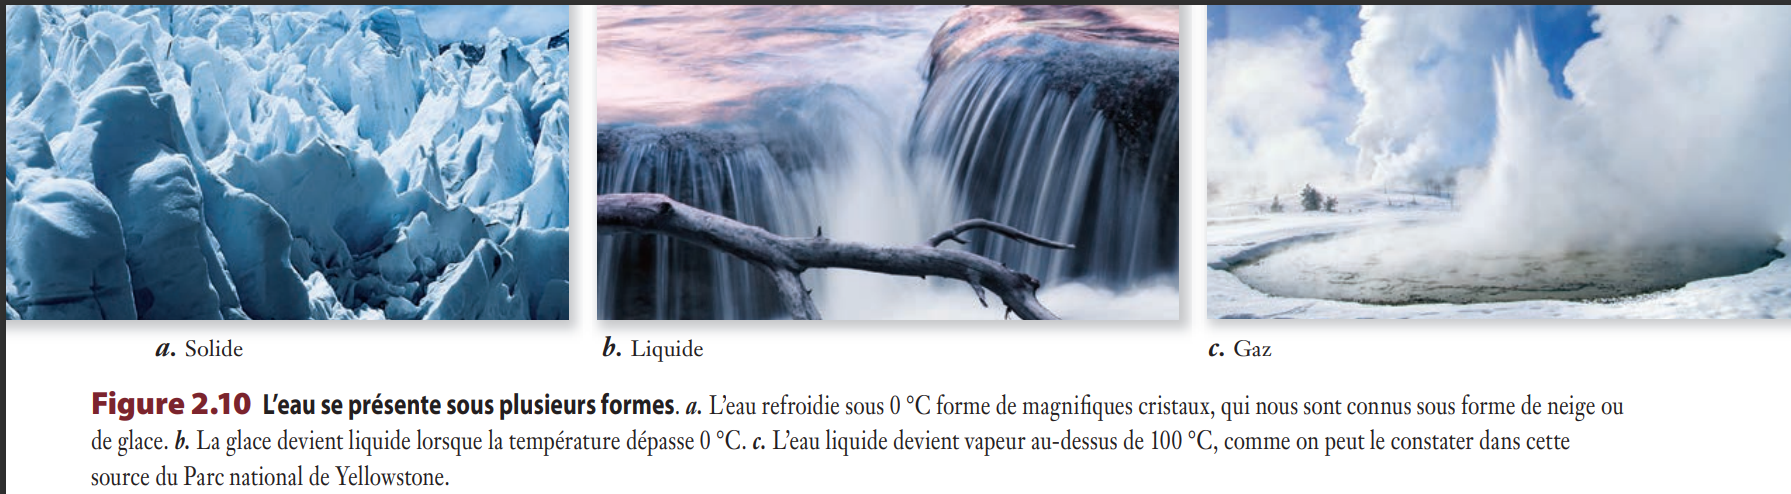 a. Solide
b. Liquide
c. Gaz
Figure 2.10 L’eau se présente sous plusieurs formes. a. L’eau refroidie sous 0 °C forme de magnifiques cristaux, qui nous sont connus sous forme de neige ou
de glace. b. La glace devient liquide lorsque la température dépasse 0 °C. c. L’eau liquide devient vapeur au-dessus de 100 °C, comme on peut le constater dans cette
source du Parc national de Yellowstone.